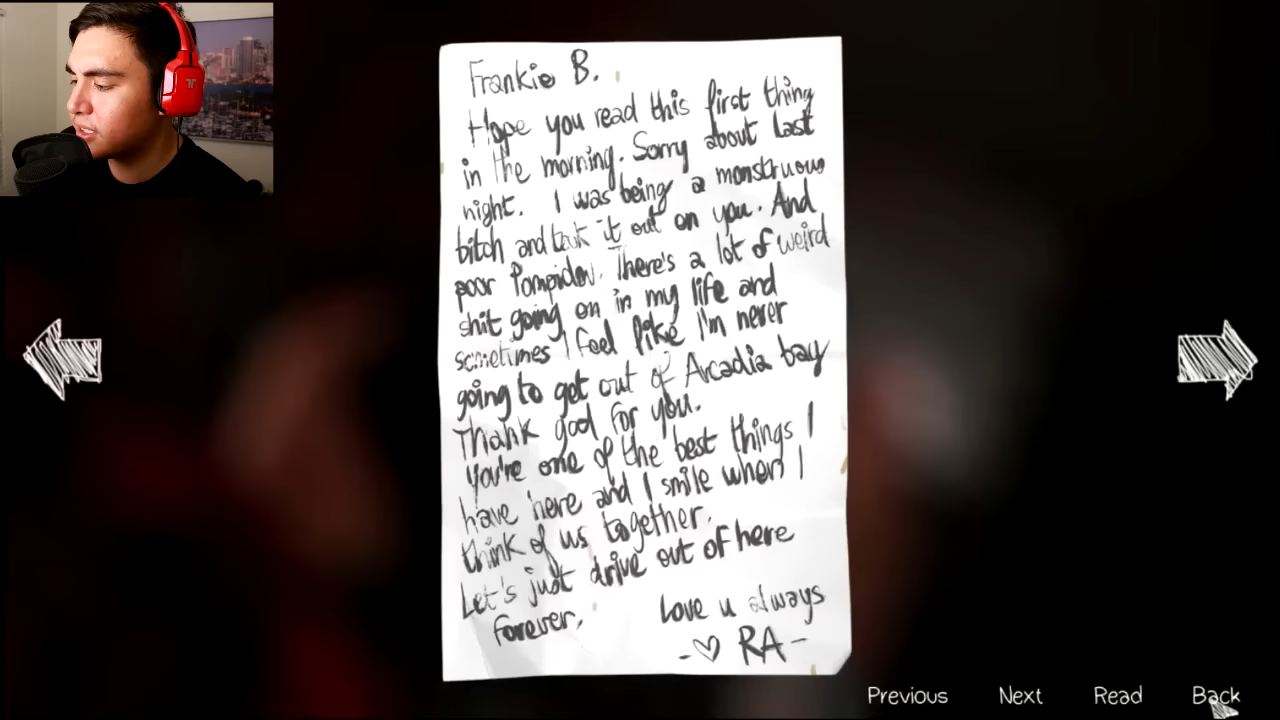 Frankie B.
Hope you read this first thing
in the morning. Sorry about last
night. I was being a monstruous
bitch and took it out on you. And
poor Pompidou. There's a lot of weird
shit going on in my life and
sometimes I feel like I'm never
going to get out of Arcadia bay
Thank god for you.
You're one of the best things I
have here and I smile when I
think of us together.
Let's just drive out of here
forever.
Love u always
-♡ RA-
Previous Next Read Back